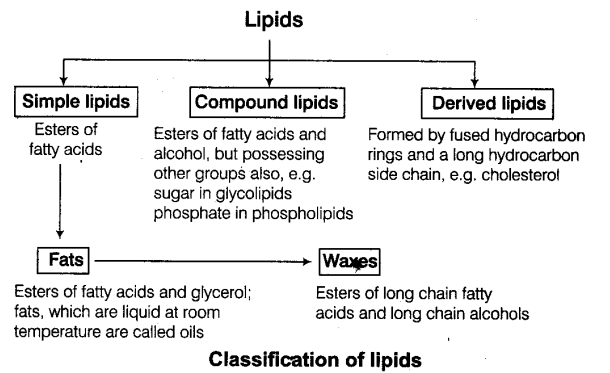 Lipids
Simple lipids
Esters of
fatty acids
Compound lipids
Esters of fatty acids and
alcohol, but possessing
other groups also, e.g.
sugar in glycolipids
phosphate in phospholipids
Derived lipids
Formed by fused hydrocarbon
rings and a long hydrocarbon
side chain, e.g. cholesterol
Fats
Esters of fatty acids and glycerol;
fats, which are liquid at room
temperature are called oils
Waxes
Esters of long chain fatty
acids and long chain alcohols
Classification of lipids